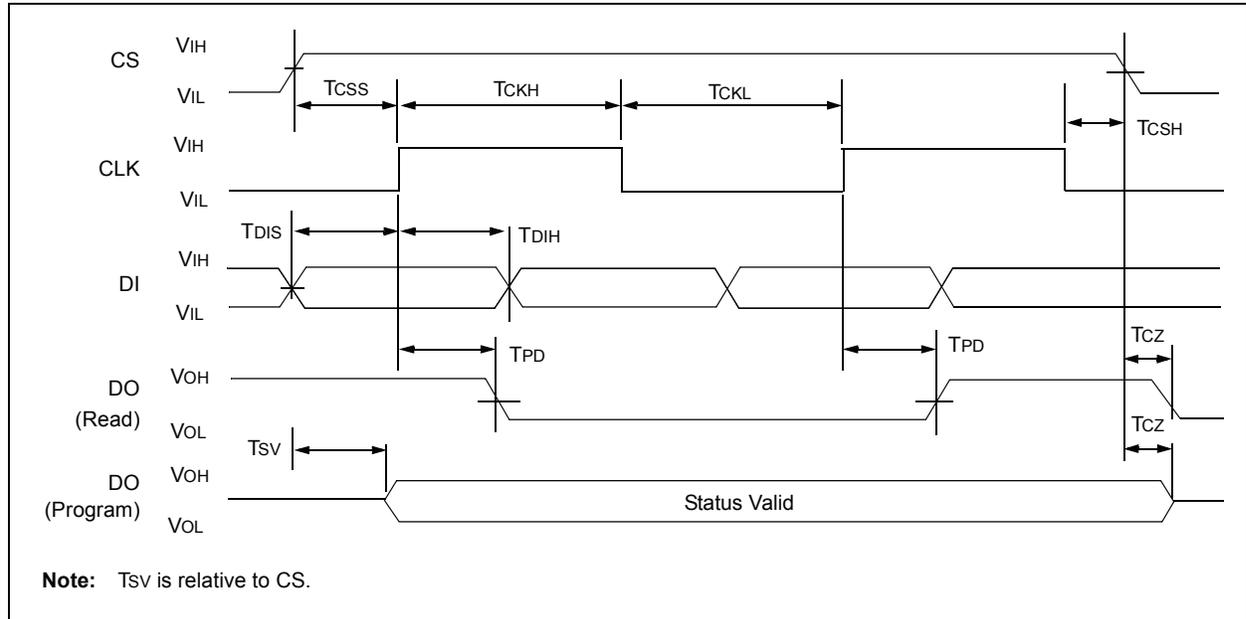 CS
VIH
VIL
TCSS
TCKH
TCKL
TCSH
CLK
VIH
VIL
TDIS
TDIH
DI
VIH
VIL
TPD
TPD
TCZ
DO
(Read)
VOH
VOL
TSV
TCZ
DO
(Program)
VOH
VOL
Status Valid
Note: TSV is relative to CS.